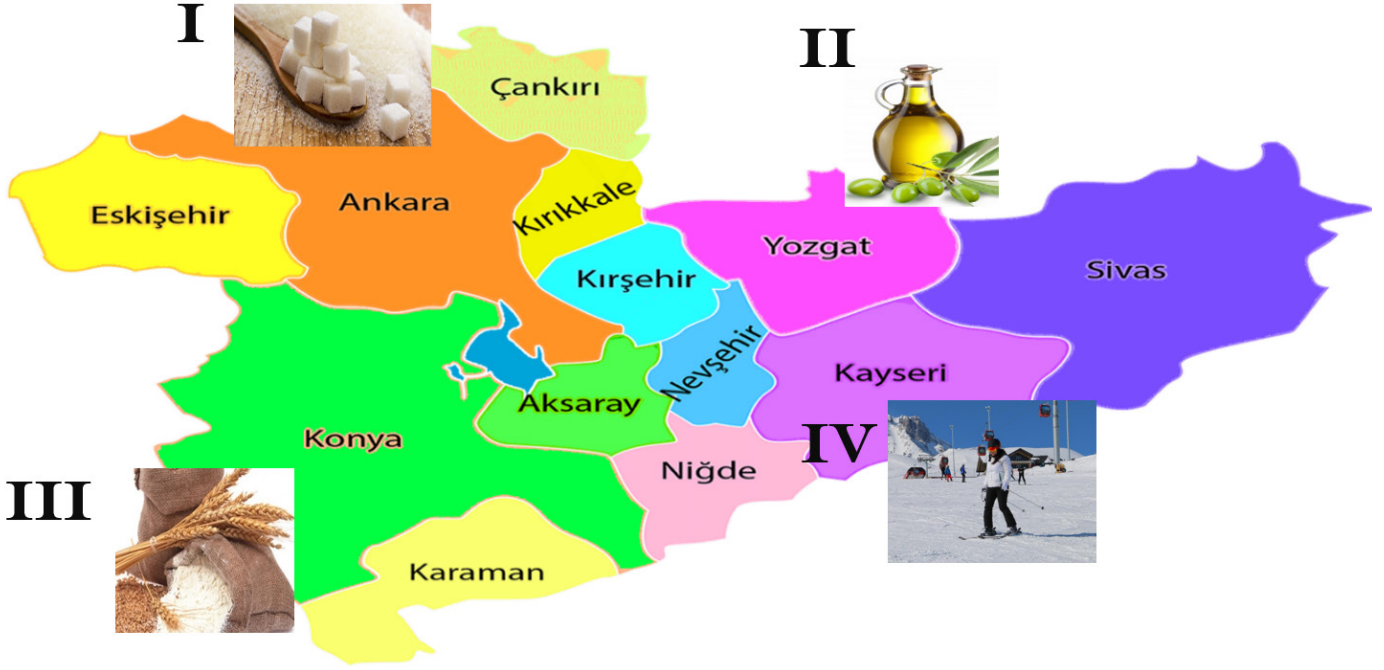 I
II
Çankırı
Ankara
Kırıkkale
Eskişehir
Yozgat
Sivas
Kırşehir
Nevşehir
Kayseri
Aksaray
Konya
IV
Niğde
III
Karaman